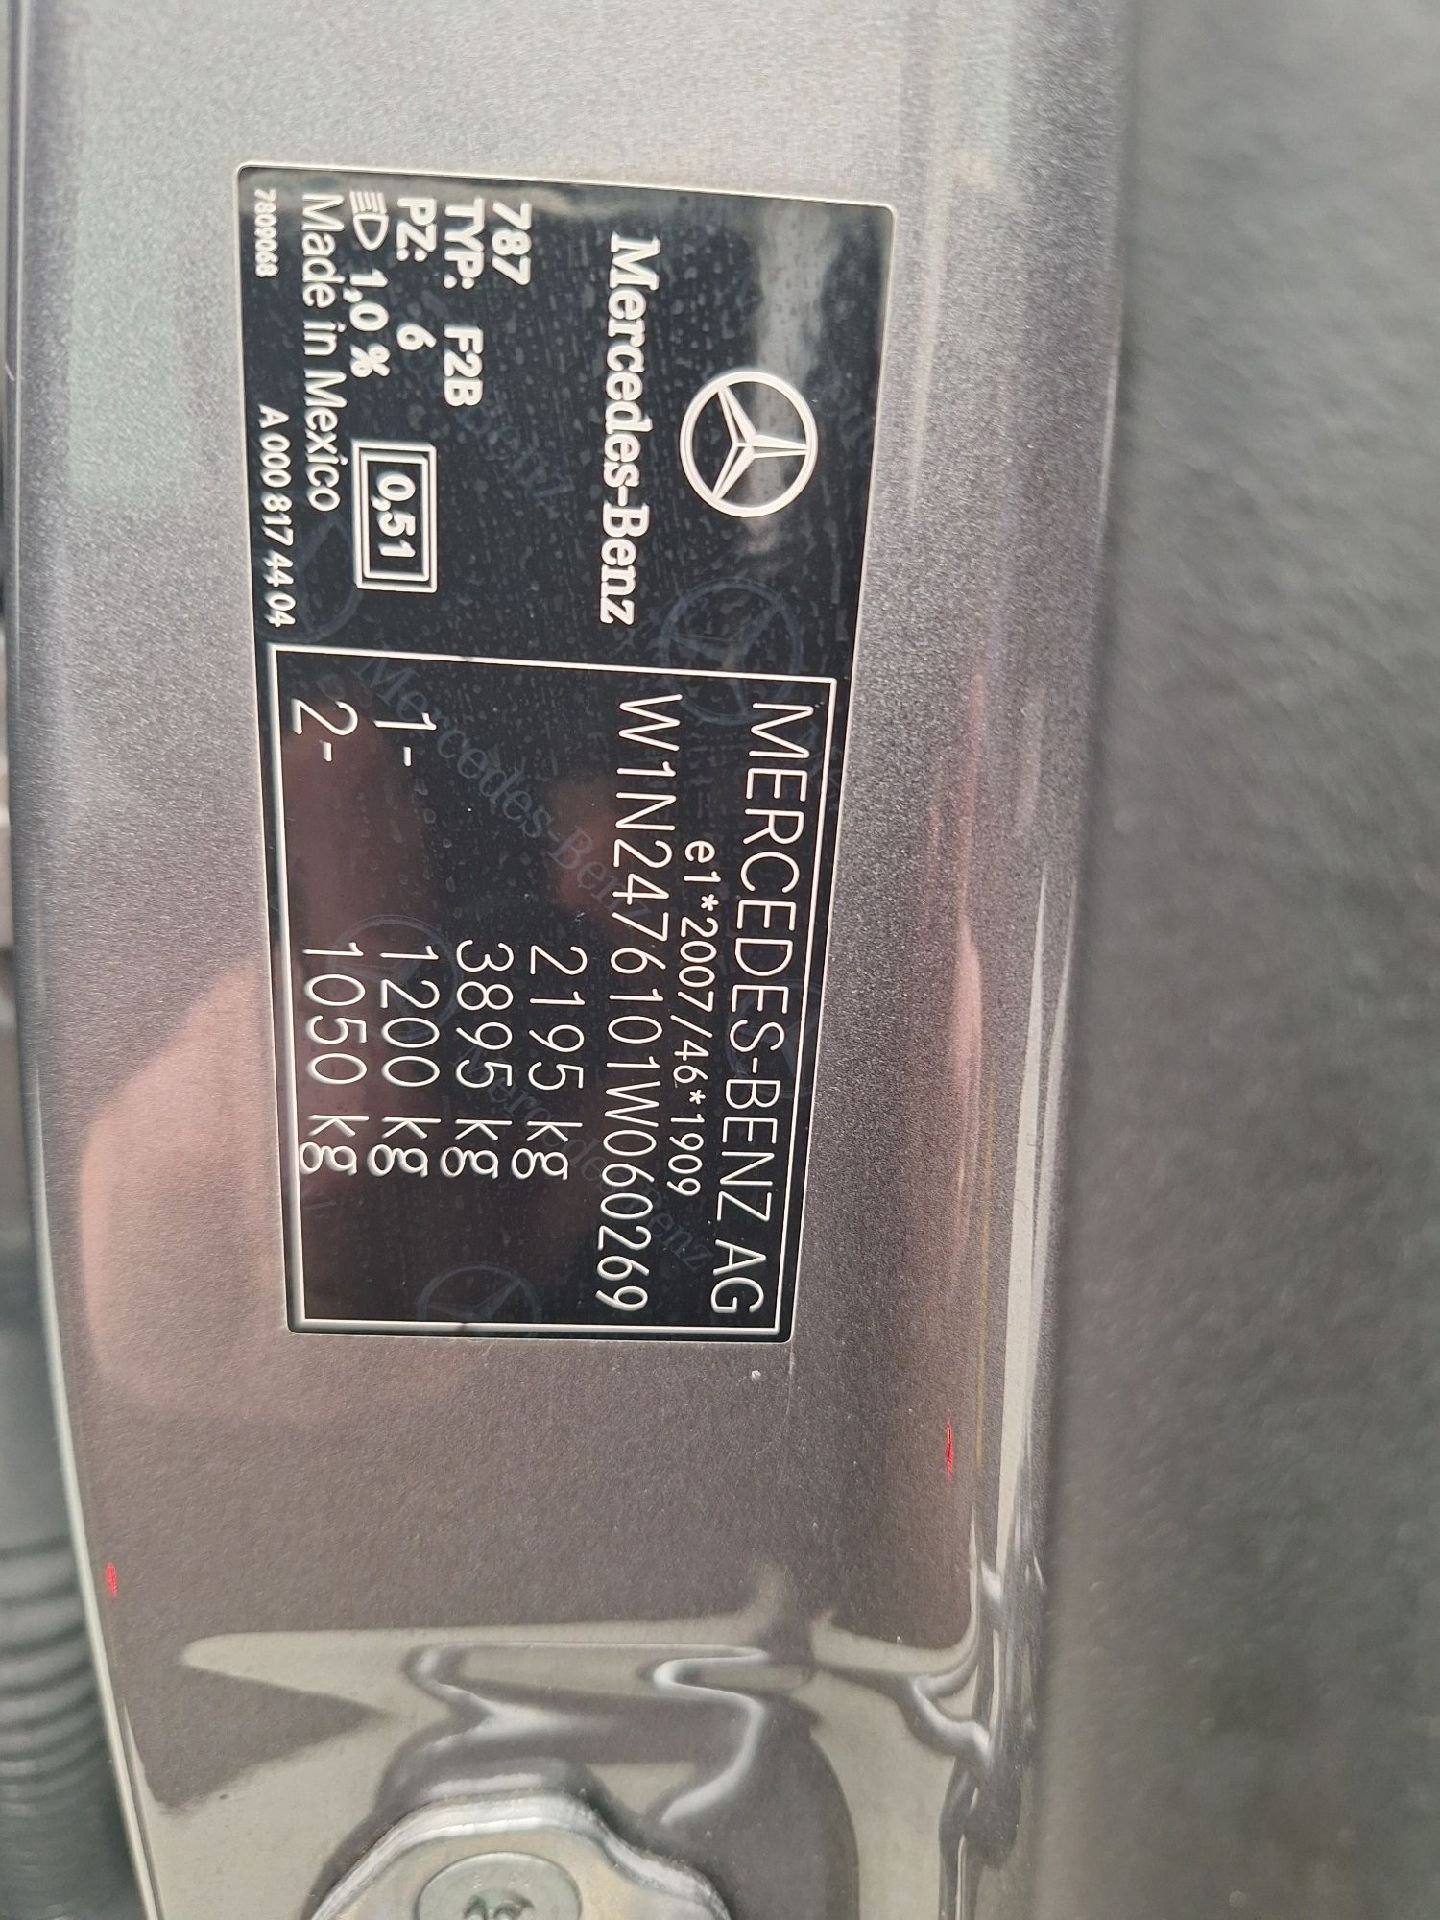 Mercedes-Benz
787
TYP: F2B
PZ: 6
1,0 %
0,51
Made in Mexico
7809068
A 000 817 44 04
MERCEDES-BENZ AG
e1*2007/46*1909
W1N2476101W060269
2195 kg
3895 kg
1- 1200 kg
2- 1050 kg